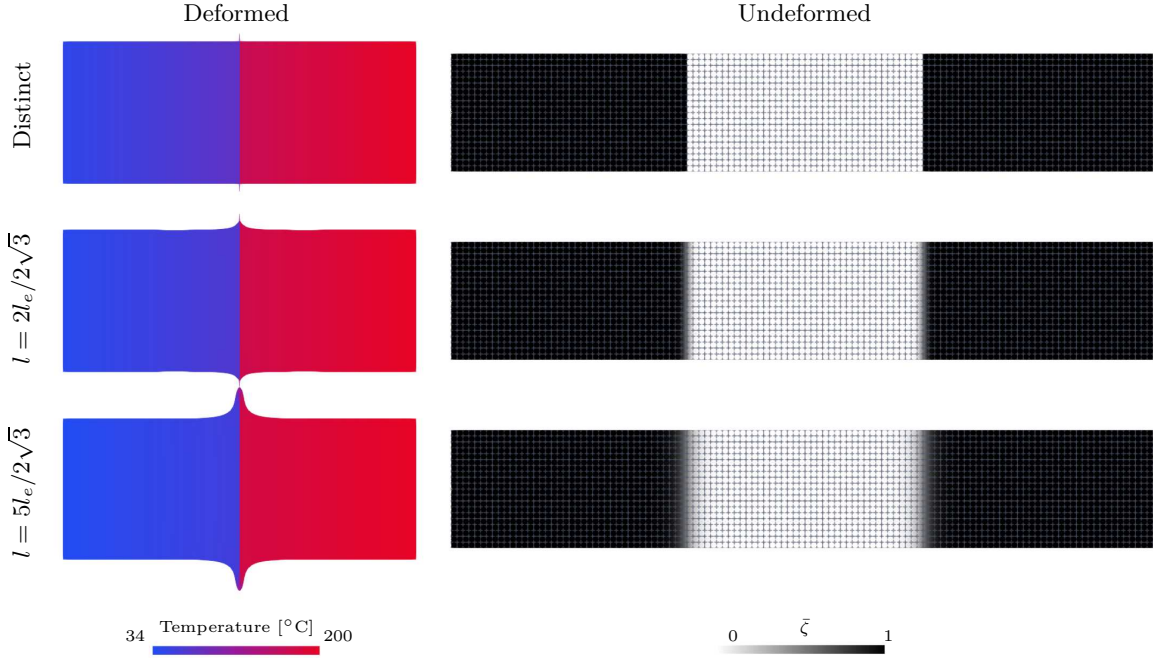 Deformed
Undeformed
Distinct
l = 2l_e/2√3
l = 5l_e/2√3
Temperature [°C]
34
200
ζ̄
0
1